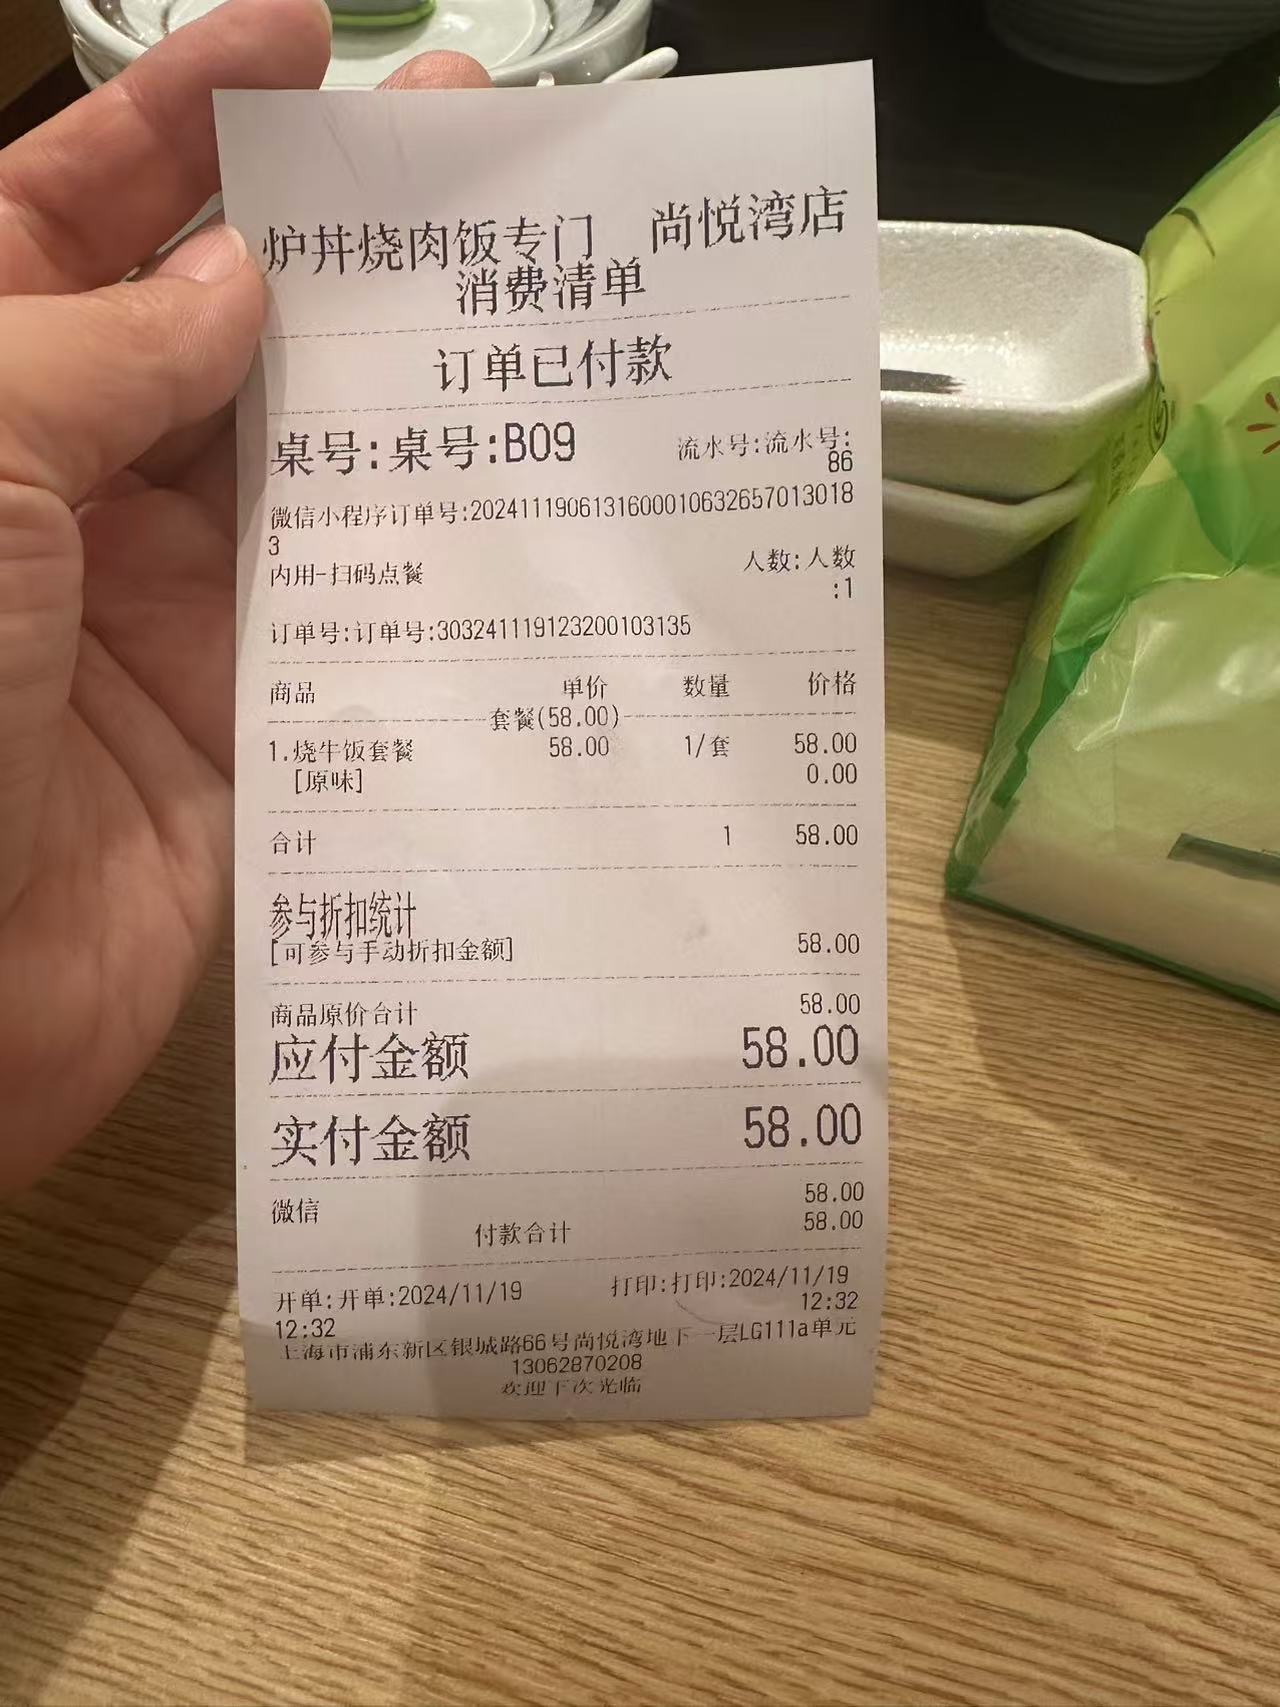 炉丼烧肉饭专门 尚悦湾店
消费清单
订单已付款
桌号:桌号:B09 流水号:流水号:
86
微信小程序订单号:2024111906131600010632657013018
3
内用-扫码点餐 人数:人数
:1
订单号:订单号:303241119123200103135
商品 单价 数量 价格
套餐(58.00)
1.烧牛饭套餐 58.00 1/套 58.00
[原味] 0.00
合计 1 58.00
参与折扣统计
[可参与手动折扣金额] 58.00
商品原价合计 58.00
应付金额 58.00
实付金额 58.00
微信 58.00
付款合计 58.00
开单:开单:2024/11/19 打印:打印:2024/11/19
12:32 12:32
上海市浦东新区银城路66号尚悦湾地下一层LG111a单元
13062870208
欢迎下次光临